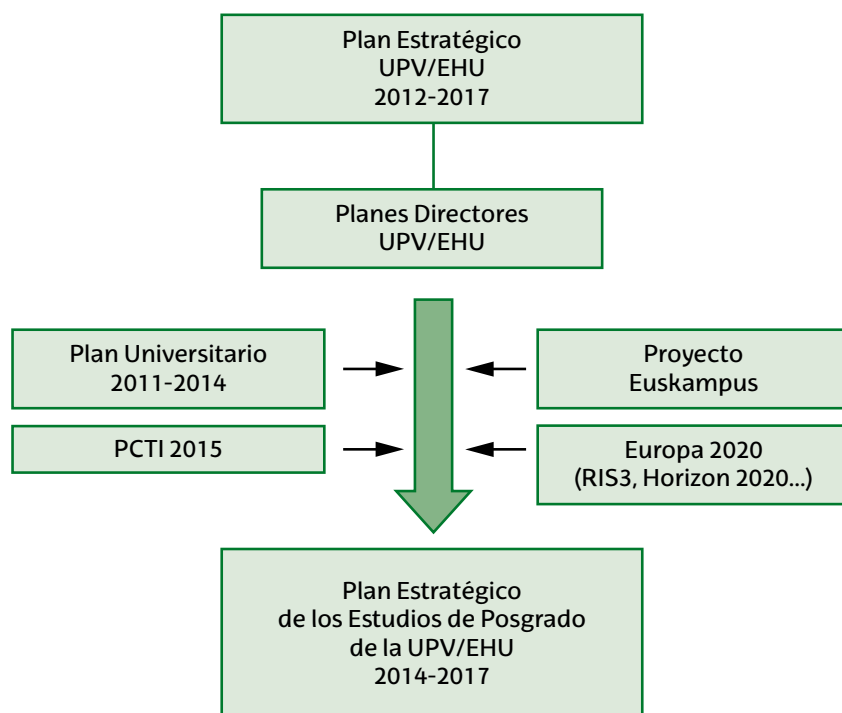 Plan Estratégico
UPV/EHU
2012-2017
Planes Directores
UPV/EHU
Plan Universitario
2011-2014
Proyecto
Euskampus
PCTI 2015
Europa 2020
(RIS3, Horizon 2020...)
Plan Estratégico
de los Estudios de Posgrado
de la UPV/EHU
2014-2017